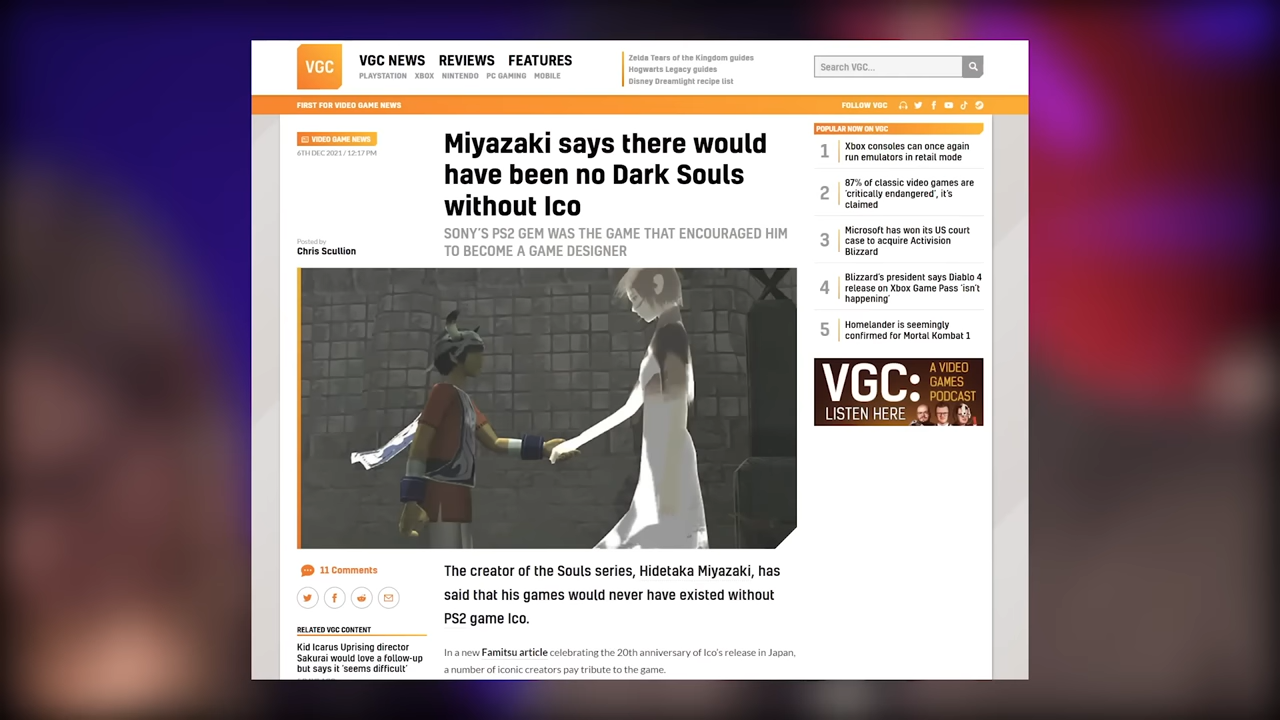 VGC
VGC NEWS REVIEWS FEATURES
PLAYSTATION XBOX NINTENDO PC GAMING MOBILE
Zelda Tears of the Kingdom guides
Hogwarts Legacy guides
Disney Dreamlight recipe list
Search VGC...
FIRST FOR VIDEO GAME NEWS
FOLLOW VGC
VIDEO GAME NEWS
6TH DEC 2021 / 12:17 PM
Posted by
Chris Scullion
Miyazaki says there would
have been no Dark Souls
without Ico
SONY'S PS2 GEM WAS THE GAME THAT ENCOURAGED HIM
TO BECOME A GAME DESIGNER
11 Comments
RELATED VGC CONTENT
Kid Icarus Uprising director
Sakurai would love a follow-up
but says it 'seems difficult'
The creator of the Souls series, Hidetaka Miyazaki, has
said that his games would never have existed without
PS2 game Ico.
In a new Famitsu article celebrating the 20th anniversary of Ico's release in Japan,
a number of iconic creators pay tribute to the game.
POPULAR NOW ON VGC
1 Xbox consoles can once again
run emulators in retail mode
2 87% of classic video games are
'critically endangered', it's
claimed
3 Microsoft has won its US court
case to acquire Activision
Blizzard
4 Blizzard's president says Diablo 4
release on Xbox Game Pass 'isn't
happening'
5 Homelander is seemingly
confirmed for Mortal Kombat 1
VGC: A VIDEO
GAMES
PODCAST
LISTEN HERE